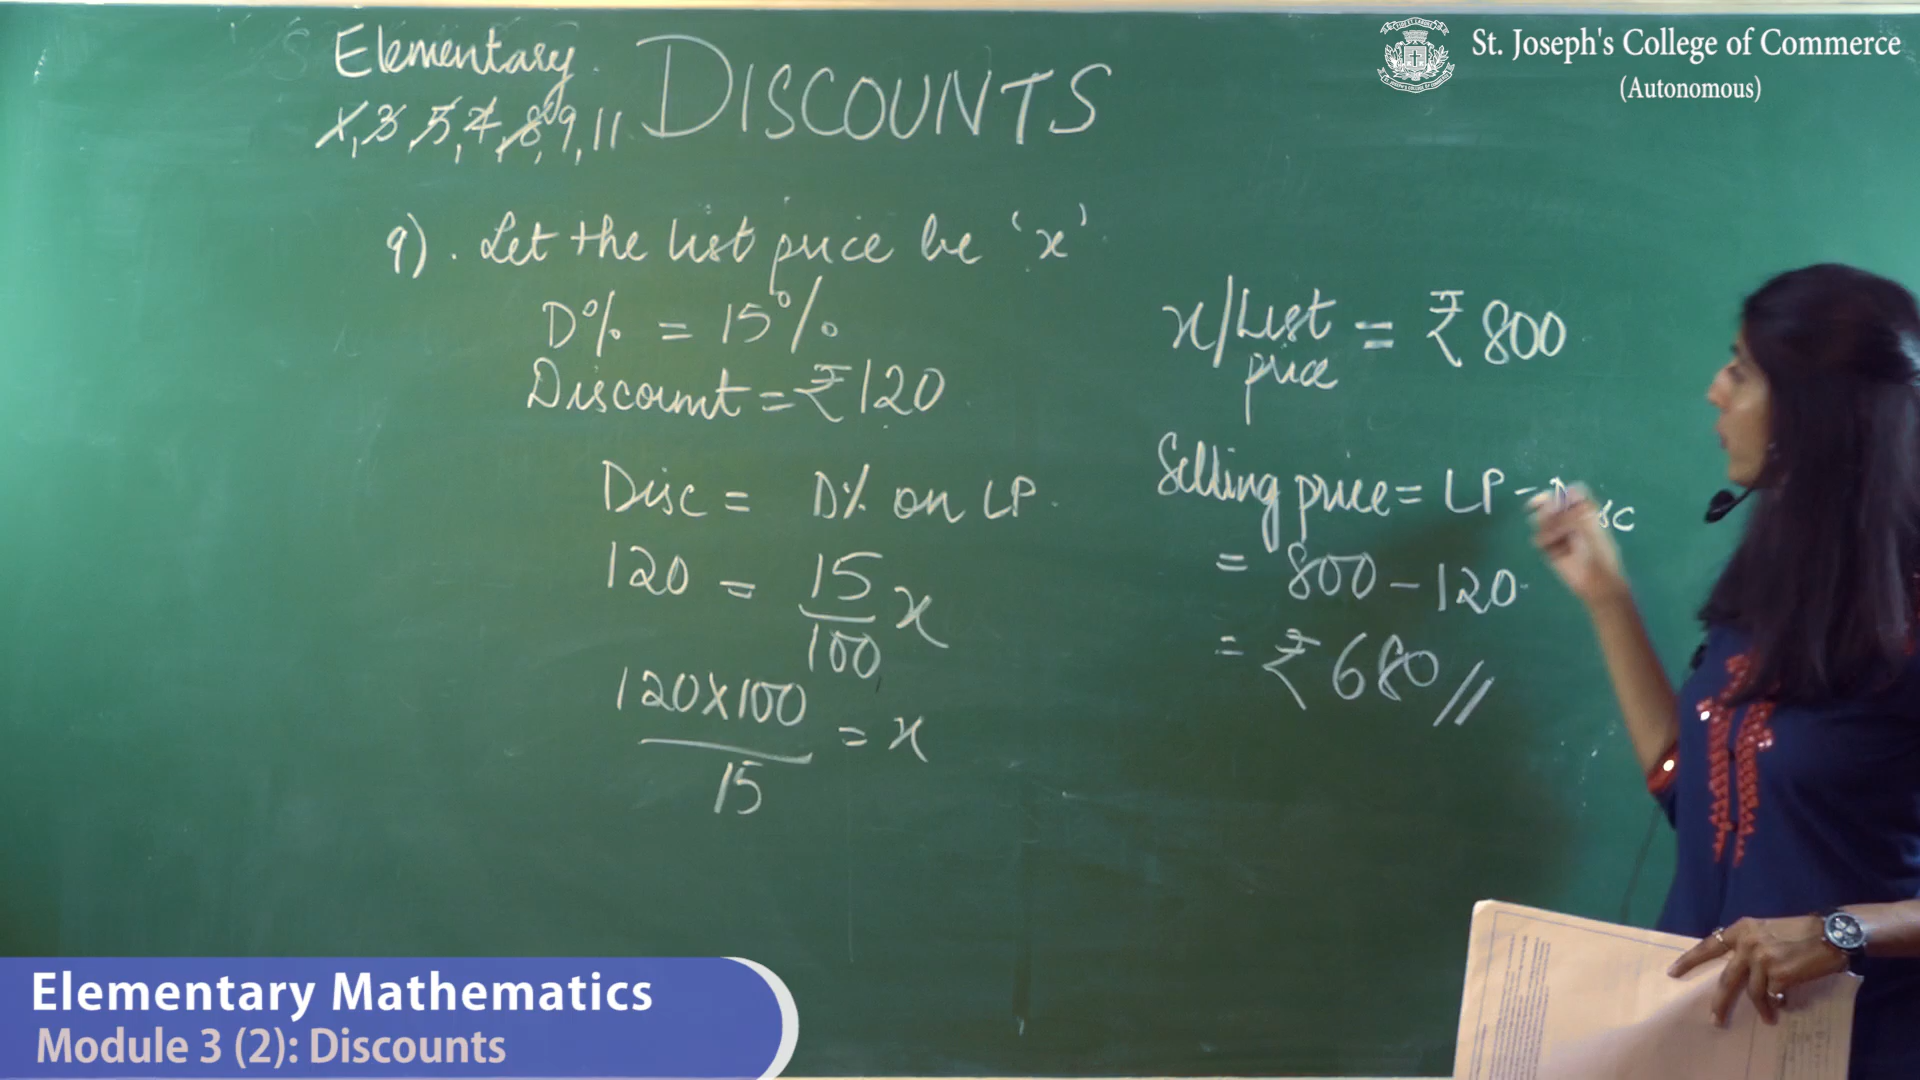 St. Joseph's College of Commerce
(Autonomous)
Elementary
1, 3, 5, 7, 8, 9, 11
DISCOUNTS
9). Let the list price be 'x'
D% = 15%
Discount = ₹120
Disc = D% on LP.
120 = 15/100 x
120x100/15 = x
x/List price = ₹800
Selling price = LP - Disc
= 800 - 120
= ₹680//
Elementary Mathematics
Module 3 (2): Discounts